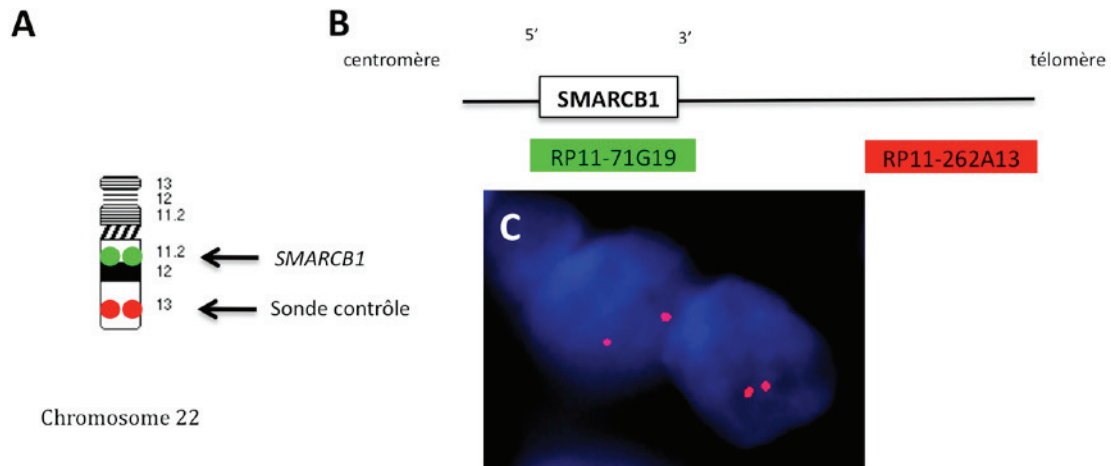 A
13
12
11.2
11.2
12
13
SMARCB1
Sonde contrôle
Chromosome 22
B
5’
3’
centromère
télomère
SMARCB1
RP11-71G19
RP11-262A13
C